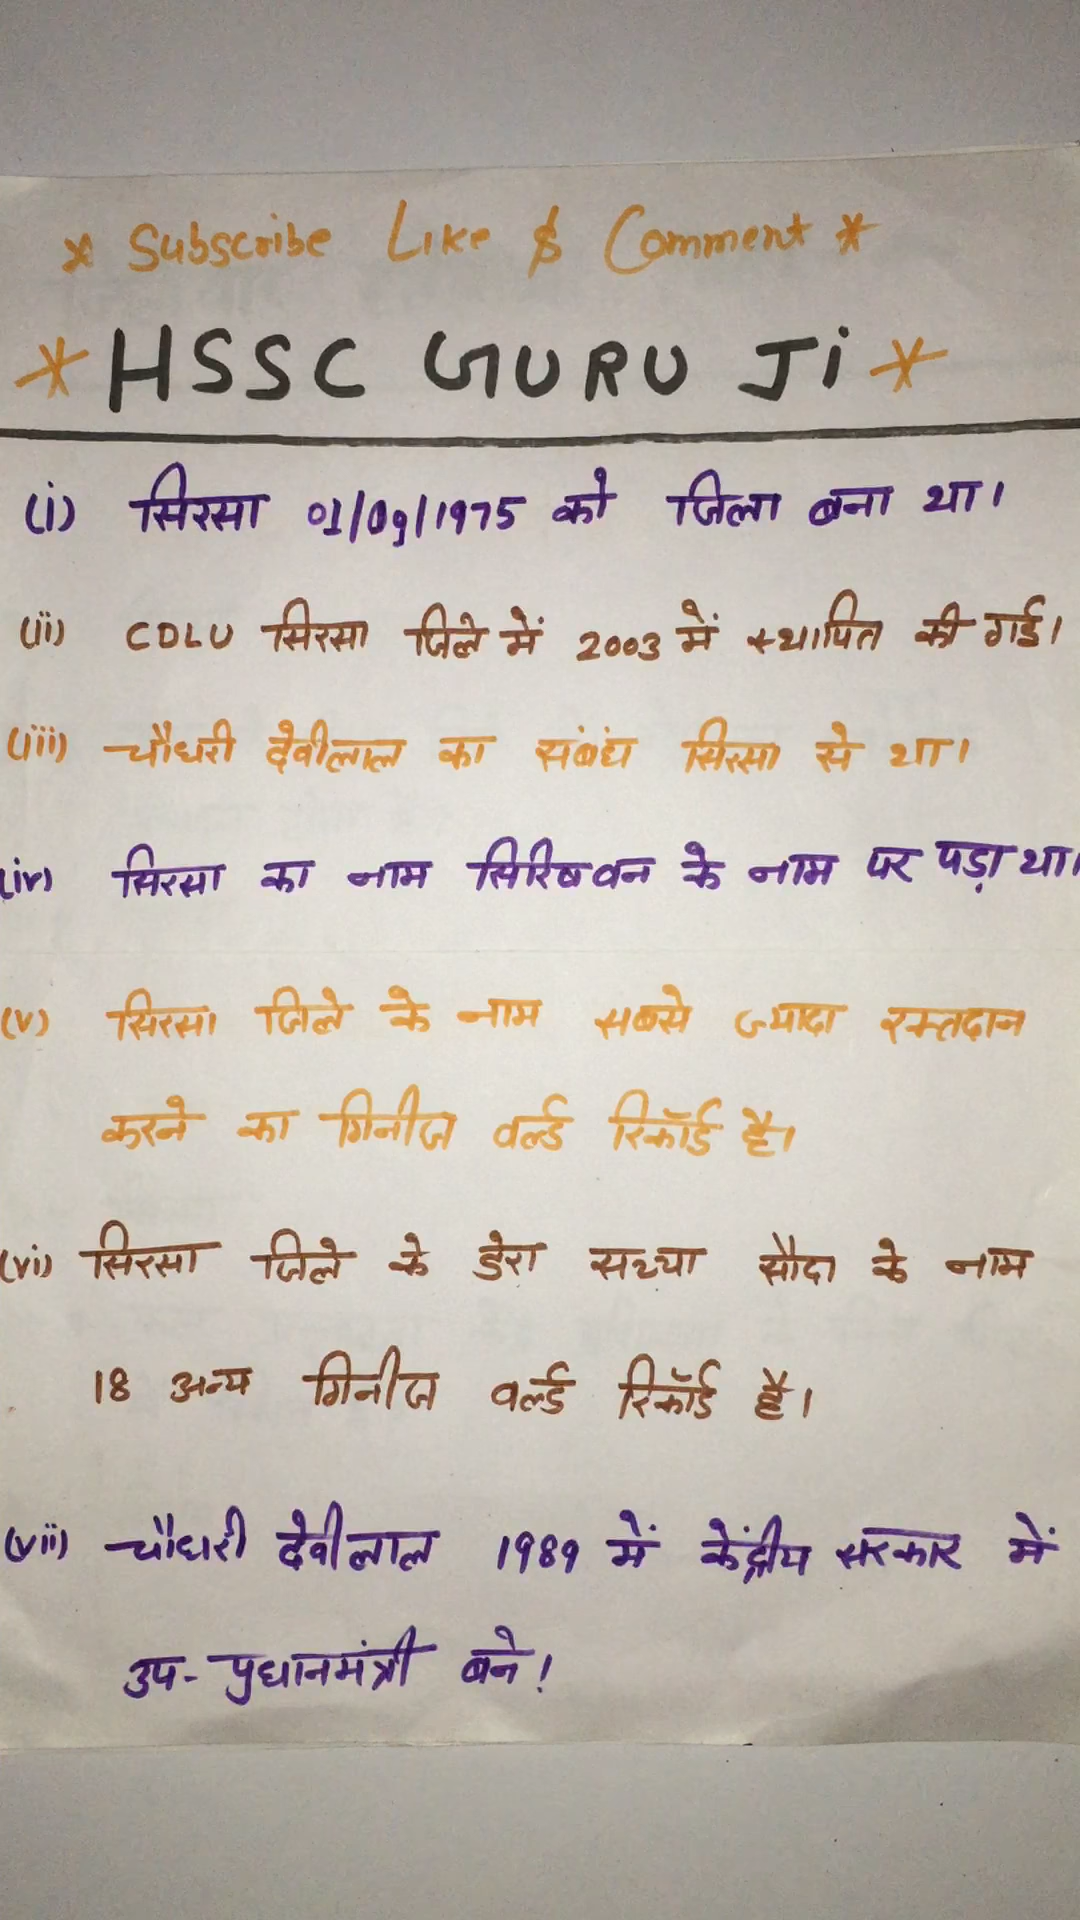 * Subscribe Like & Comment *
* HSSC GURU Ji *
(i) सिरसा 01/09/1975 को जिला बना था।
(ii) CDLU सिरसा जिले में 2003 में स्थापित की गई।
(iii) चौधरी देवीलाल का संबंध सिरसा से था।
(iv) सिरसा का नाम सिरिषवन के नाम पर पड़ा था।
(v) सिरसा जिले के नाम सबसे ज्यादा रक्तदान
करने का गिनीज वर्ल्ड रिकॉर्ड है।
(vi) सिरसा जिले के डेरा सच्चा सौदा के नाम
18 अन्य गिनीज वर्ल्ड रिकॉर्ड है।
(vii) चौधरी देवीलाल 1989 में केंद्रीय सरकार में
उप-प्रधानमंत्री बने!